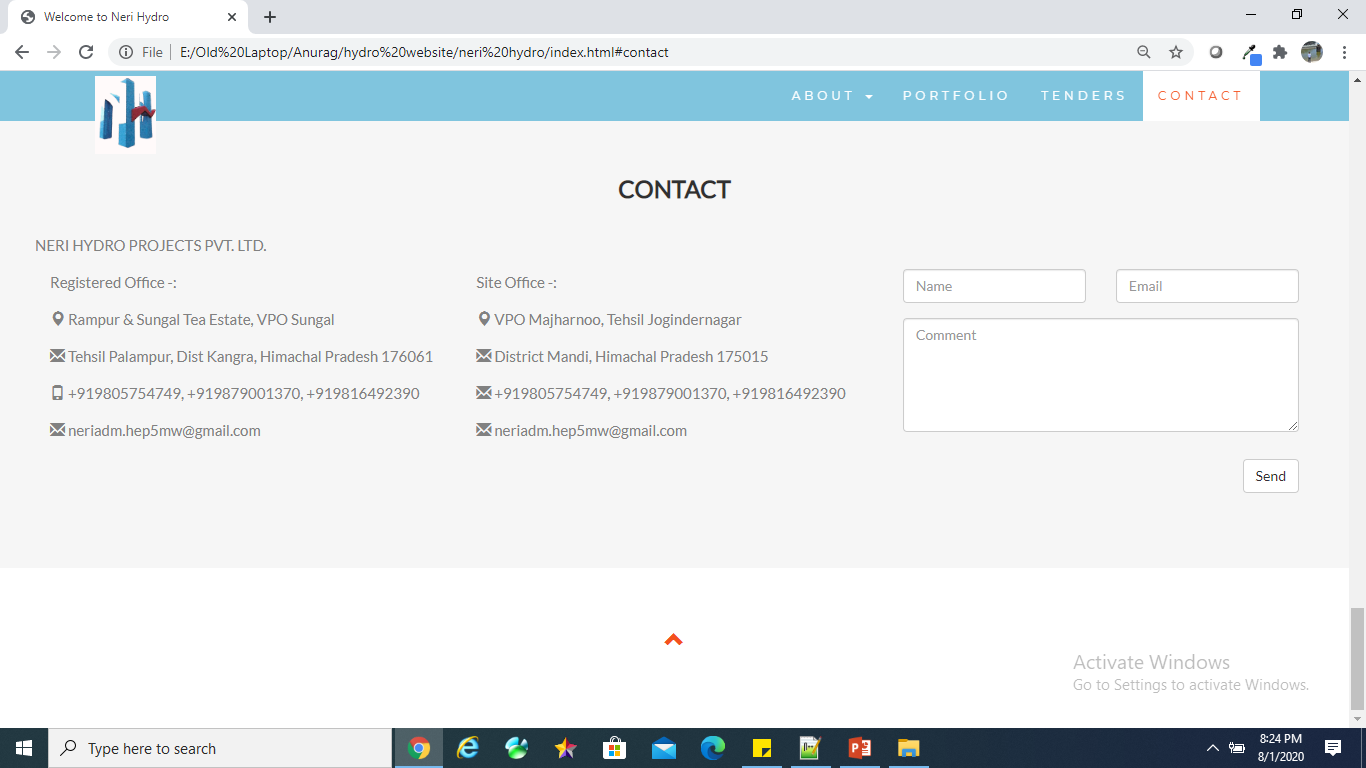 Welcome to Neri Hydro
File
E:/Old%20Laptop/Anurag/hydro%20website/neri%20hydro/index.html#contact
NH
ABOUT PORTFOLIO TENDERS CONTACT
CONTACT
NERI HYDRO PROJECTS PVT. LTD.
Registered Office -:
Rampur & Sungal Tea Estate, VPO Sungal
Tehsil Palampur, Dist Kangra, Himachal Pradesh 176061
+919805754749, +919879001370, +919816492390
neriadm.hep5mw@gmail.com
Site Office -:
VPO Majharnoo, Tehsil Jogindernagar
District Mandi, Himachal Pradesh 175015
+919805754749, +919879001370, +919816492390
neriadm.hep5mw@gmail.com
Name Email
Comment
Send
Activate Windows
Go to Settings to activate Windows.
Type here to search
8:24 PM
8/1/2020